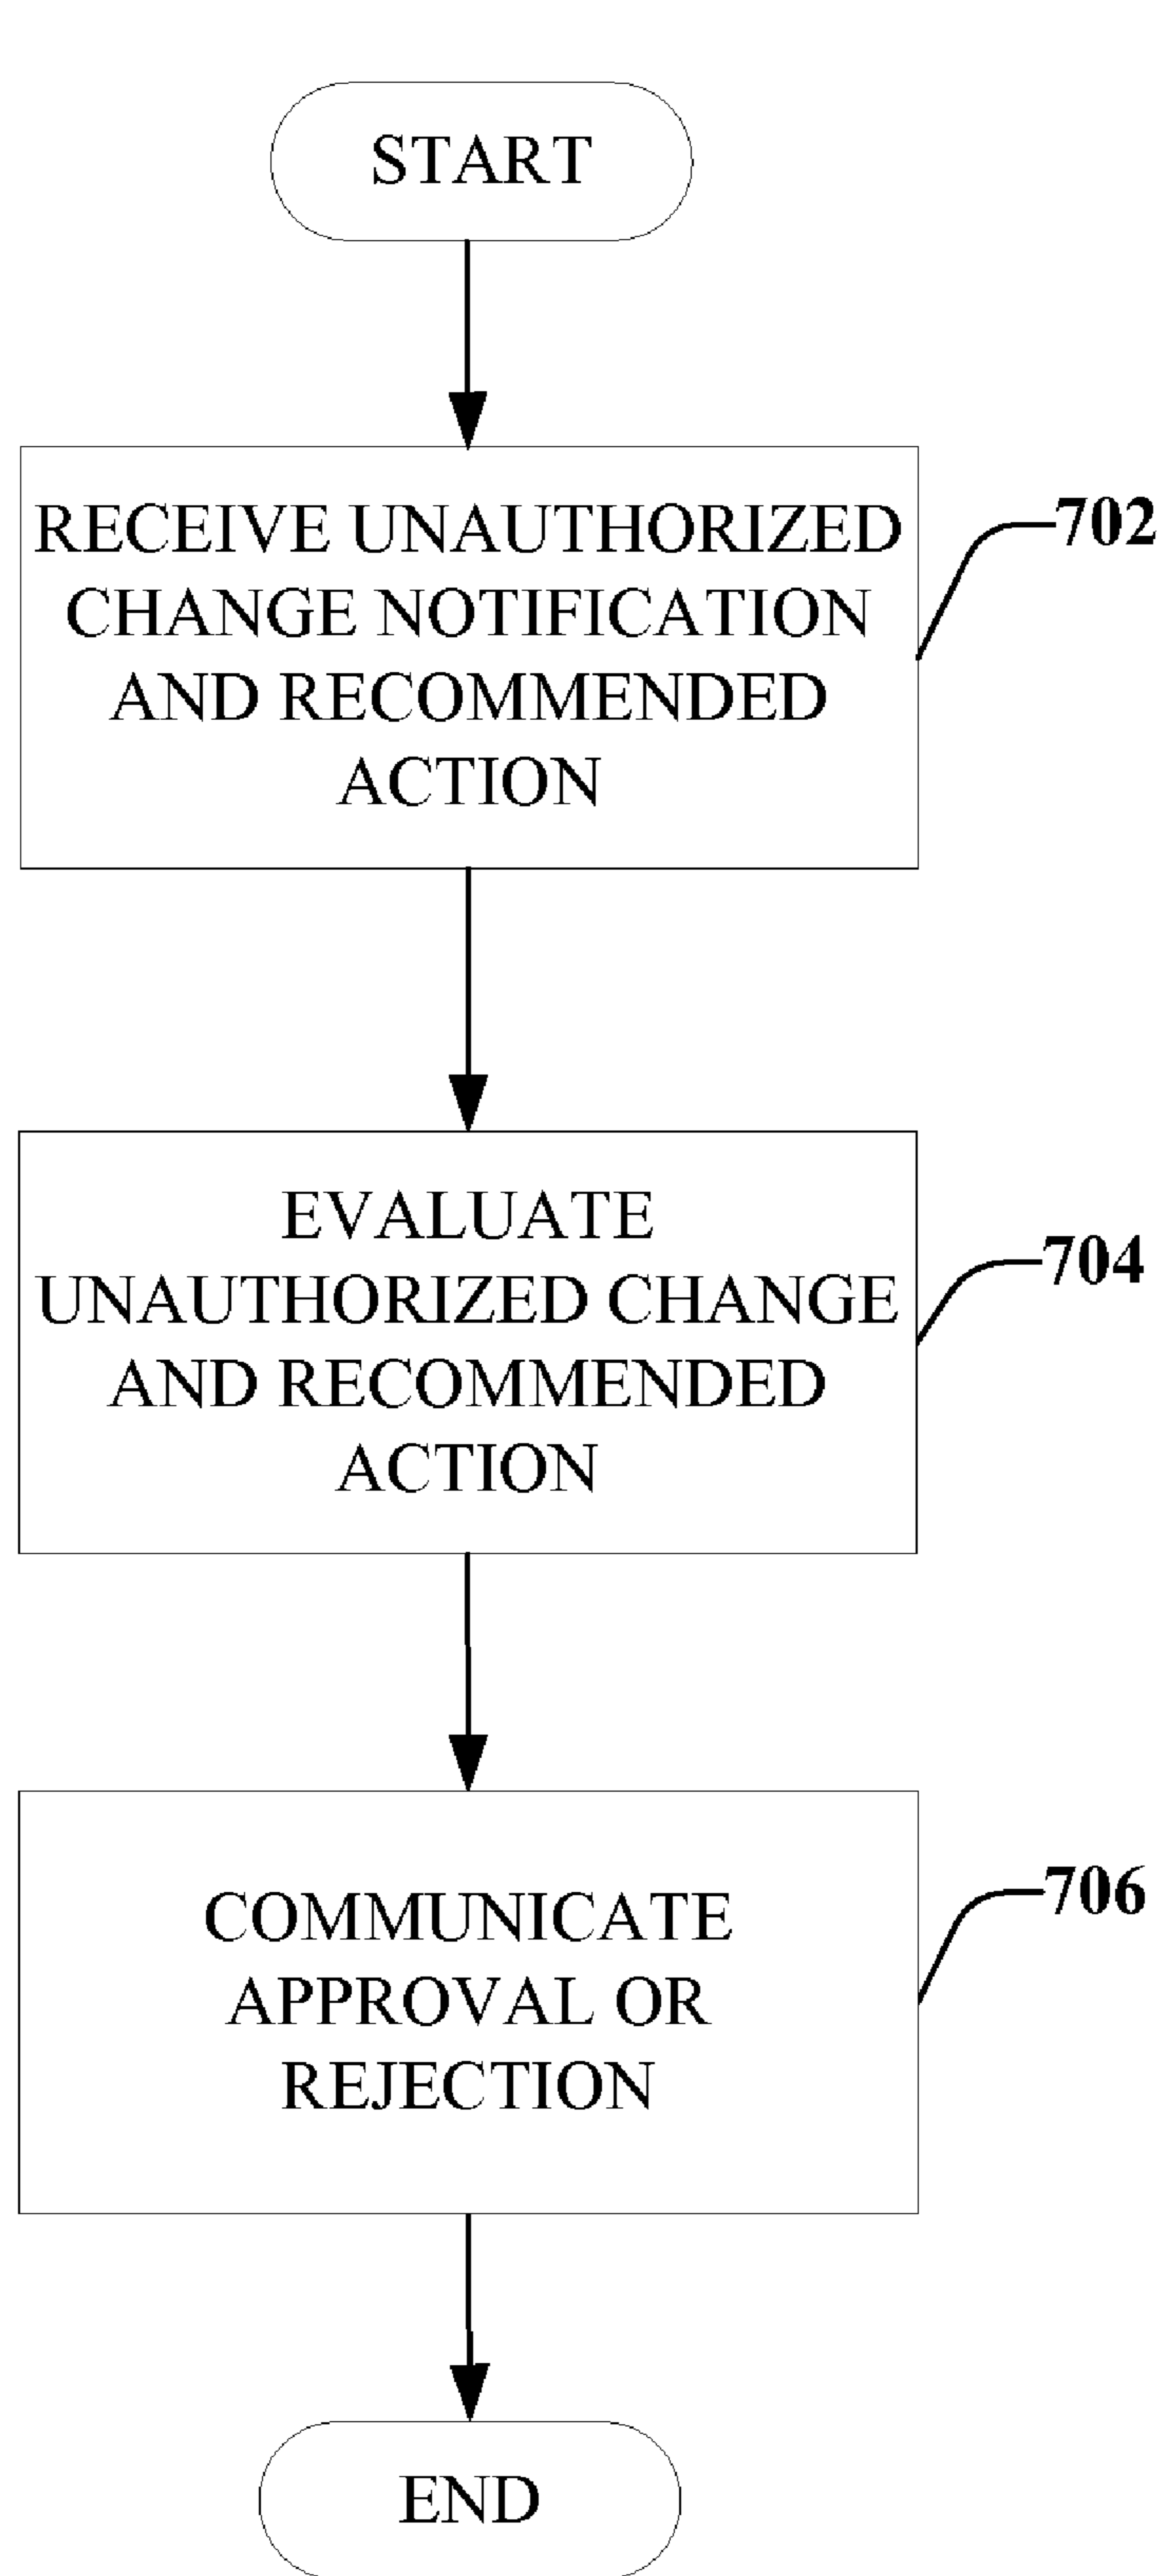 START
RECEIVE UNAUTHORIZED
CHANGE NOTIFICATION
AND RECOMMENDED
ACTION
702
EVALUATE
UNAUTHORIZED CHANGE
AND RECOMMENDED
ACTION
704
COMMUNICATE
APPROVAL OR
REJECTION
706
END